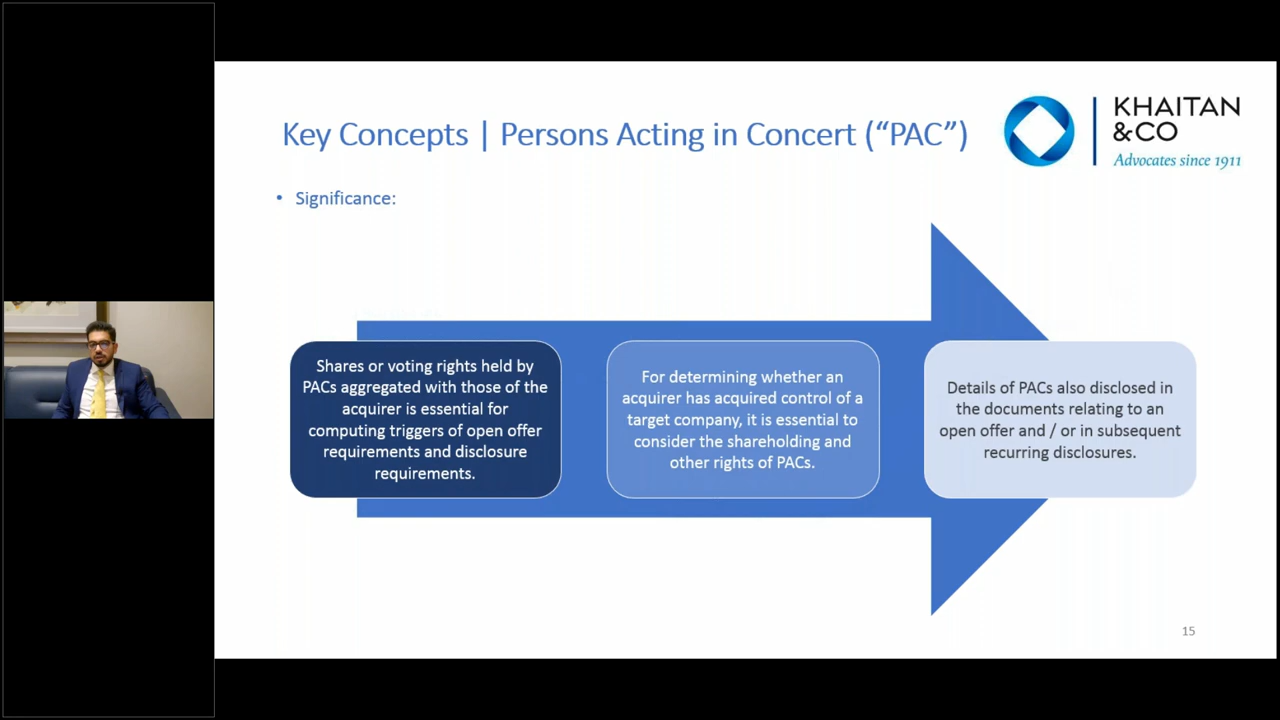 Key Concepts | Persons Acting in Concert (“PAC”)
KHAITAN
&CO
Advocates since 1911
• Significance:
Shares or voting rights held by
PACs aggregated with those of the
acquirer is essential for
computing triggers of open offer
requirements and disclosure
requirements.
For determining whether an
acquirer has acquired control of a
target company, it is essential to
consider the shareholding and
other rights of PACs.
Details of PACs also disclosed in
the documents relating to an
open offer and / or in subsequent
recurring disclosures.
15